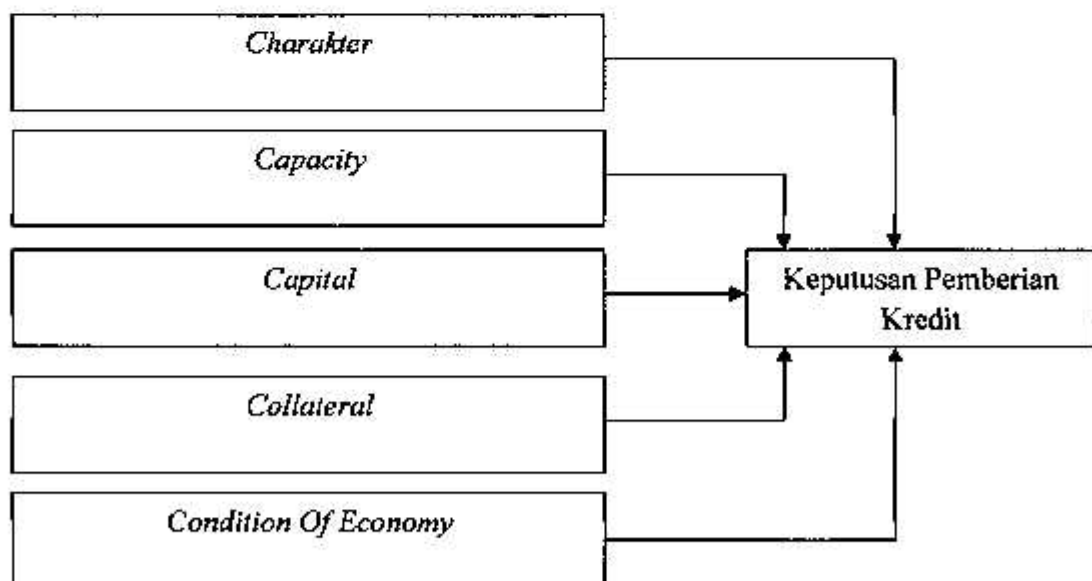 Charakter
Capacity
Capital
Keputusan Pemberian
Kredit
Collateral
Condition Of Economy